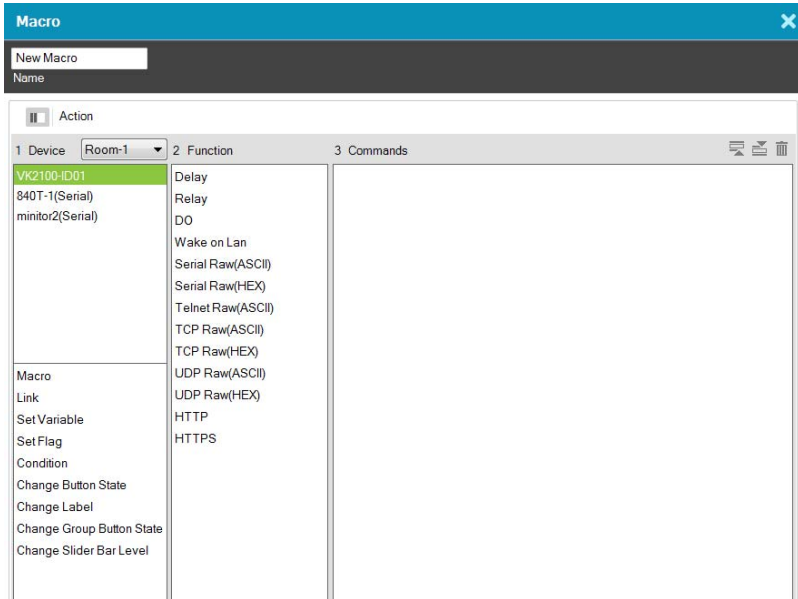 Macro
New Macro
Name
Action
1 Device Room-1
2 Function
3 Commands
VK2100-ID01
840T-1(Serial)
minitor2(Serial)
Macro
Link
Set Variable
Set Flag
Condition
Change Button State
Change Label
Change Group Button State
Change Slider Bar Level
Delay
Relay
DO
Wake on Lan
Serial Raw(ASCII)
Serial Raw(HEX)
Telnet Raw(ASCII)
TCP Raw(ASCII)
TCP Raw(HEX)
UDP Raw(ASCII)
UDP Raw(HEX)
HTTP
HTTPS